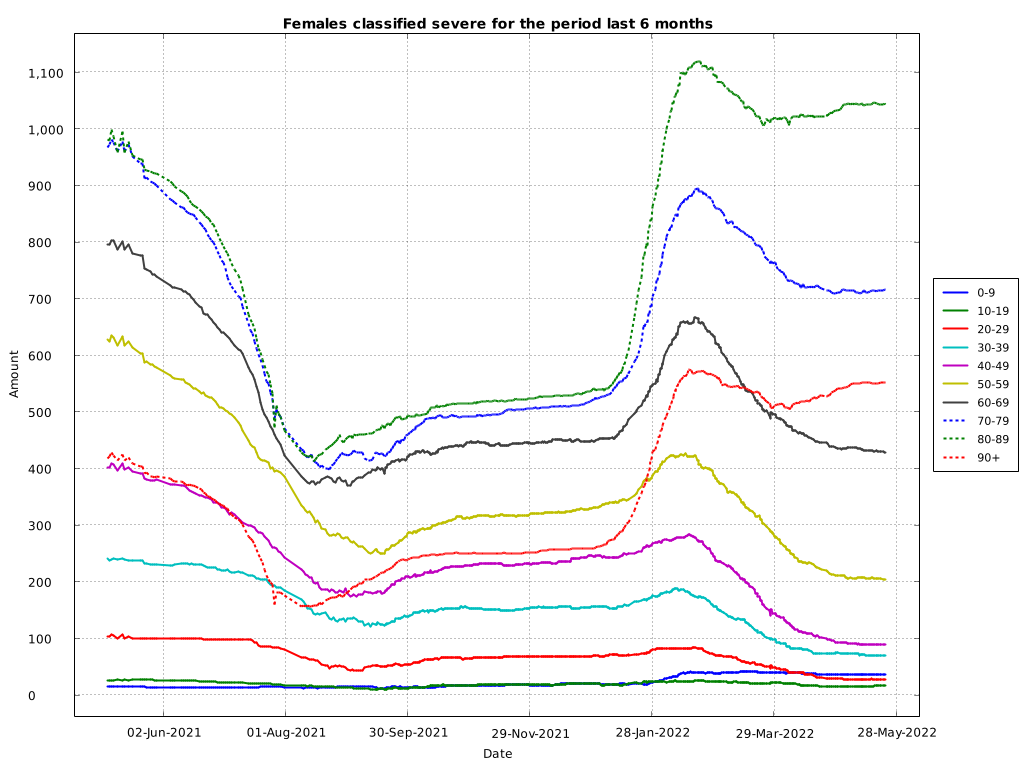 Females classified severe for the period last 6 months
1,100
1,000
900
800
700
600
500
400
300
200
100
0
Amount
02-Jun-2021
01-Aug-2021
30-Sep-2021
29-Nov-2021
28-Jan-2022
29-Mar-2022
28-May-2022
Date
0-9
10-19
20-29
30-39
40-49
50-59
60-69
70-79
80-89
90+